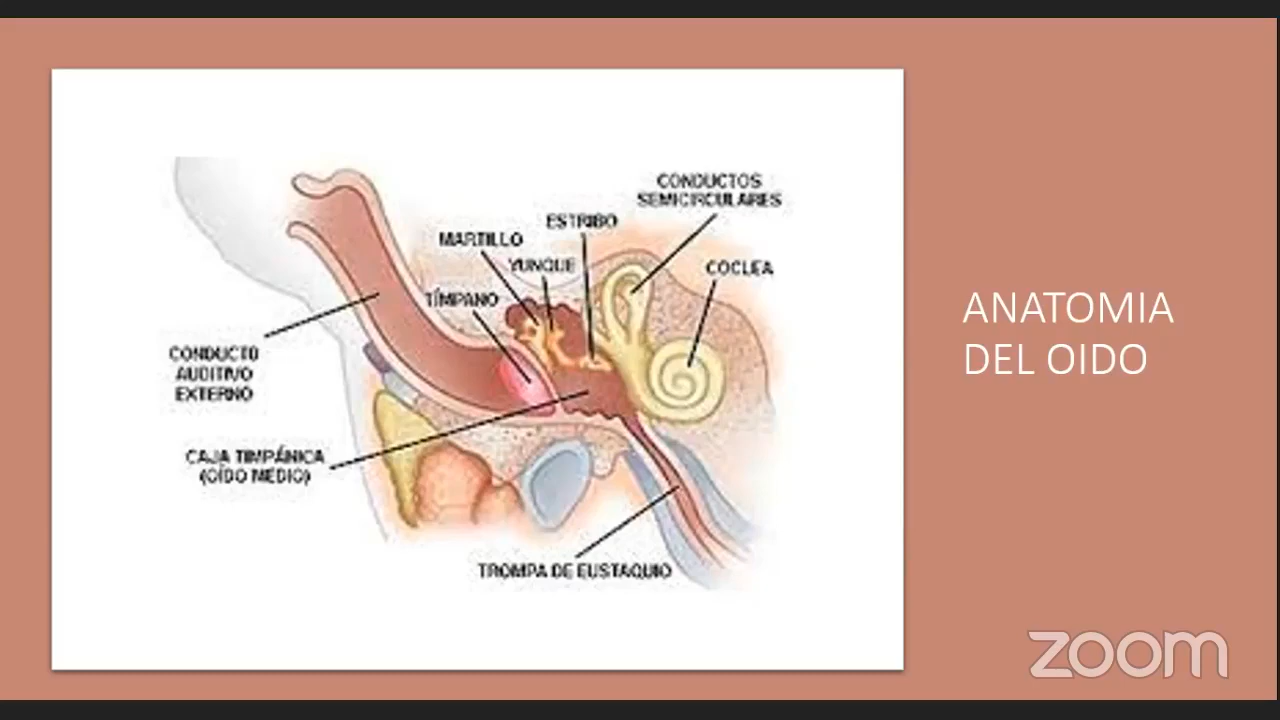 CONDUCTOS
SEMICIRCULARES
ESTRIBO
MARTILLO
YUNQUE
COCLEA
TÍMPANO
CONDUCTO
AUDITIVO
EXTERNO
CAJA TIMPÁNICA
(OÍDO MEDIO)
TROMPA DE EUSTAQUIO
ANATOMIA
DEL OIDO
zoom